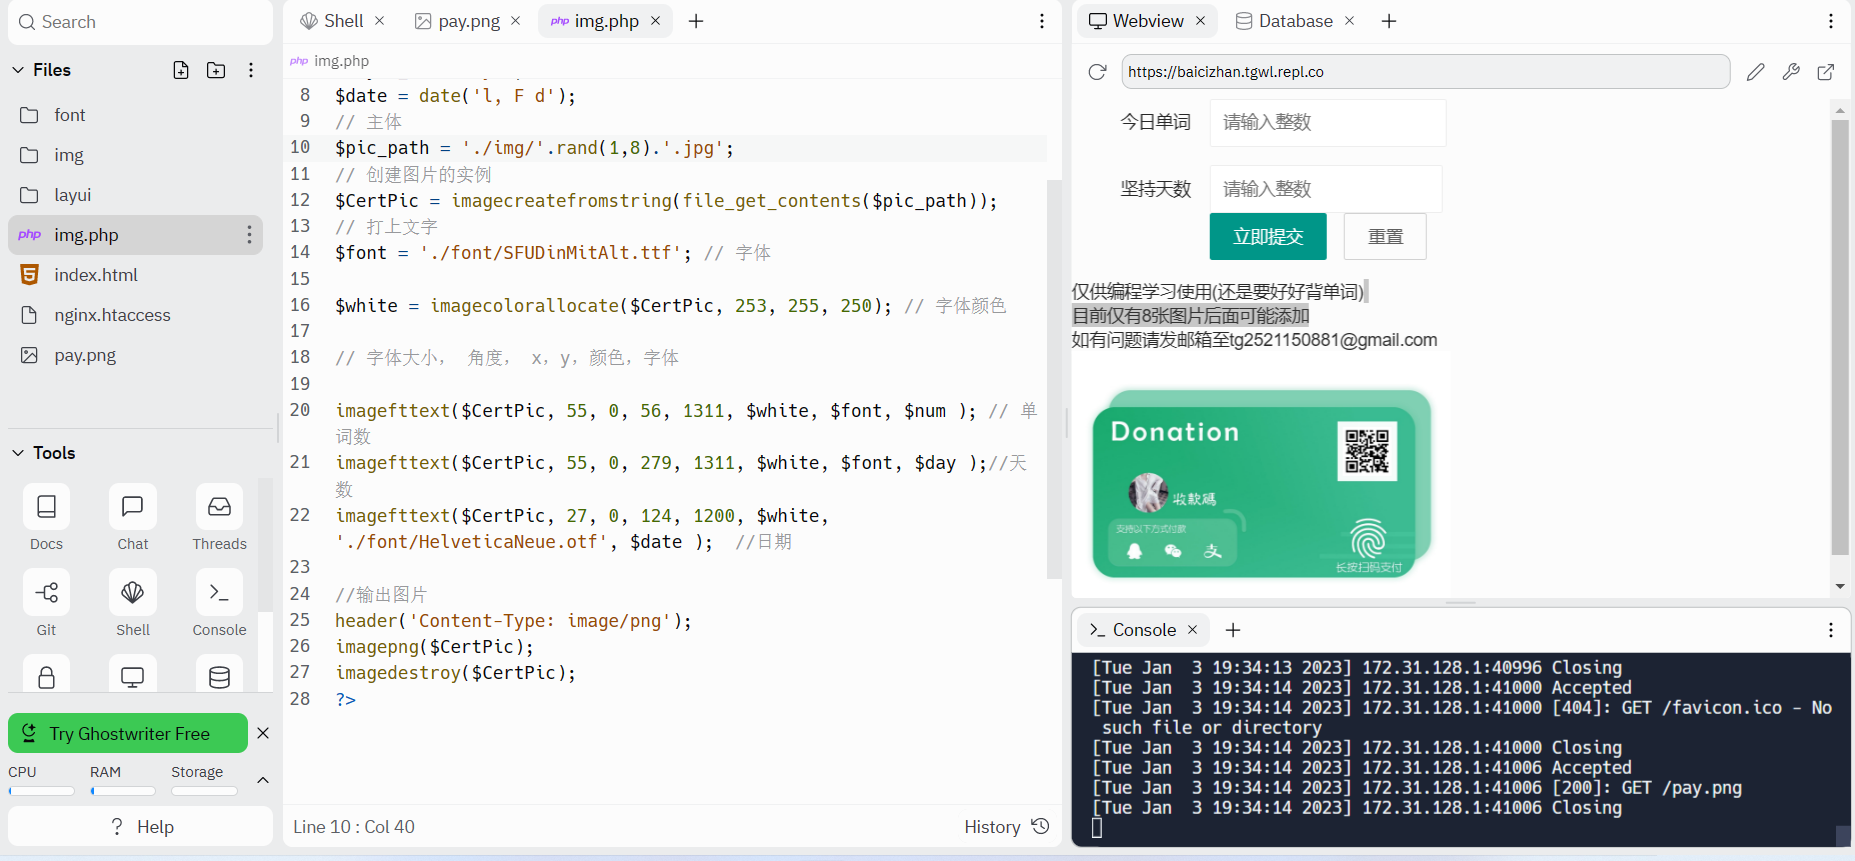 Search
Files
font
img
layui
php img.php
index.html
nginx.htaccess
pay.png
Tools
Docs
Chat
Threads
Git
Shell
Console
Try Ghostwriter Free
CPU
RAM
Storage
? Help
Shell
pay.png
php img.php
php img.php
8 $date = date('l, F d');
9 // 主体
10 $pic_path = './img/'.rand(1,8).'.jpg';
11 // 创建图片的实例
12 $CertPic = imagecreatefromstring(file_get_contents($pic_path));
13 // 打上文字
14 $font = './font/SFUDinMitAlt.ttf'; // 字体
15
16 $white = imagecolorallocate($CertPic, 253, 255, 250); // 字体颜色
17
18 // 字体大小， 角度， x，y，颜色，字体
19
20 imagefttext($CertPic, 55, 0, 56, 1311, $white, $font, $num ); // 单
词数
21 imagefttext($CertPic, 55, 0, 279, 1311, $white, $font, $day );//天
数
22 imagefttext($CertPic, 27, 0, 124, 1200, $white,
'./font/HelveticaNeue.otf', $date ); //日期
23
24 //输出图片
25 header('Content-Type: image/png');
26 imagepng($CertPic);
27 imagedestroy($CertPic);
28 ?>
Line 10 : Col 40
History
Webview
Database
https://baicizhan.tgwl.repl.co
今日单词 请输入整数
坚持天数 请输入整数
立即提交 重置
仅供编程学习使用(还是要好好背单词)
目前仅有8张图片后面可能添加
如有问题请发邮箱至tg2521150881@gmail.com
Donation
收款碼
支持以下方式付款
支
长按扫码支付
Console
[Tue Jan  3 19:34:13 2023] 172.31.128.1:40996 Closing
[Tue Jan  3 19:34:14 2023] 172.31.128.1:41000 Accepted
[Tue Jan  3 19:34:14 2023] 172.31.128.1:41000 [404]: GET /favicon.ico - No
such file or directory
[Tue Jan  3 19:34:14 2023] 172.31.128.1:41000 Closing
[Tue Jan  3 19:34:14 2023] 172.31.128.1:41006 Accepted
[Tue Jan  3 19:34:14 2023] 172.31.128.1:41006 [200]: GET /pay.png
[Tue Jan  3 19:34:14 2023] 172.31.128.1:41006 Closing